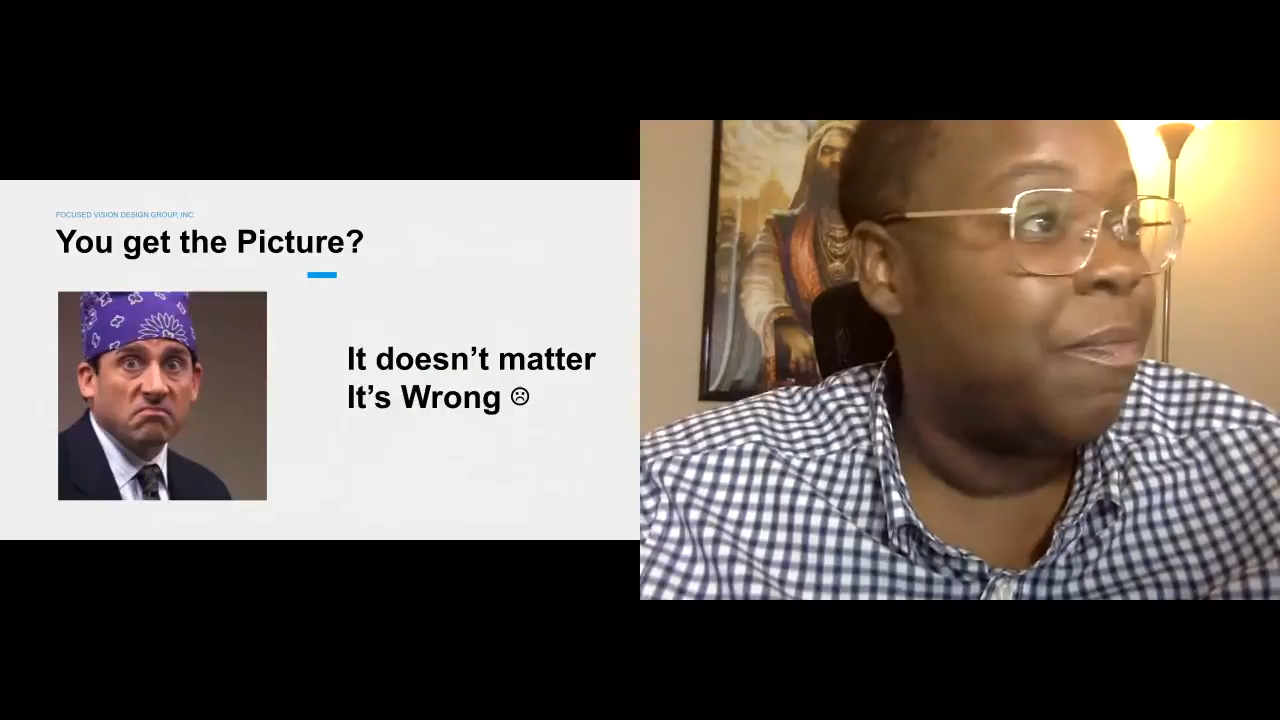 FOCUSED VISION DESIGN GROUP, INC.
You get the Picture?
It doesn’t matter
It’s Wrong ☹